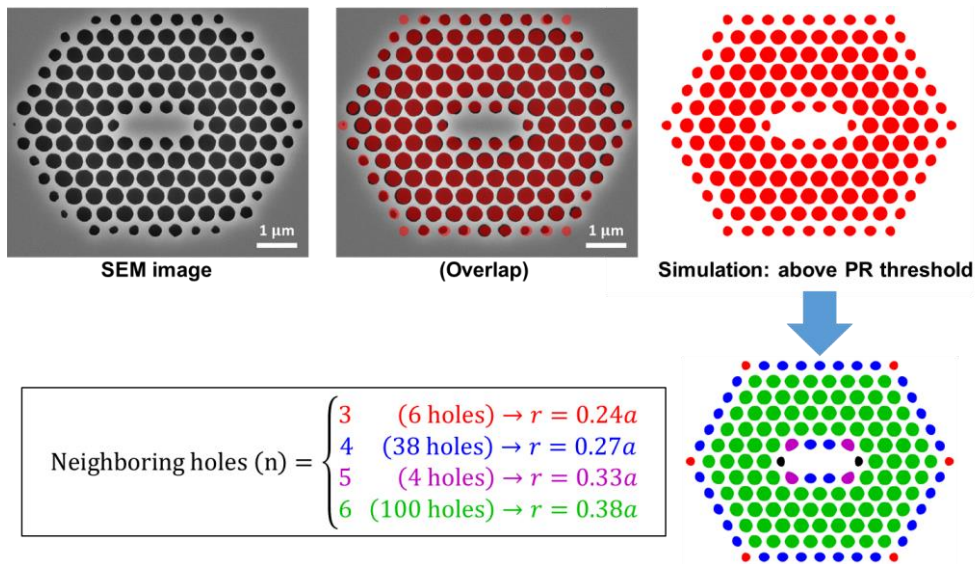 1 μm
1 μm
SEM image
(Overlap)
Simulation: above PR threshold
Neighboring holes (n) =
3 (6 holes) → r = 0.24a
4 (38 holes) → r = 0.27a
5 (4 holes) → r = 0.33a
6 (100 holes) → r = 0.38a